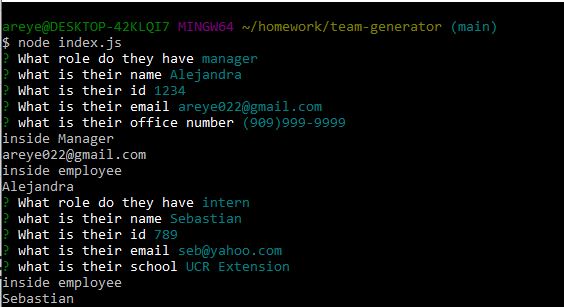 areye@DESKTOP-42KLQI7 MINGW64 ~/homework/team-generator (main)
$ node index.js
? What role do they have manager
? what is their name Alejandra
? What is their id 1234
? What is their email areye022@gmail.com
? what is their office number (909)999-9999
inside Manager
areye022@gmail.com
inside employee
Alejandra
? What role do they have intern
? what is their name Sebastian
? what is their id 789
? what is their email seb@yahoo.com
? what is their school UCR Extension
inside employee
Sebastian